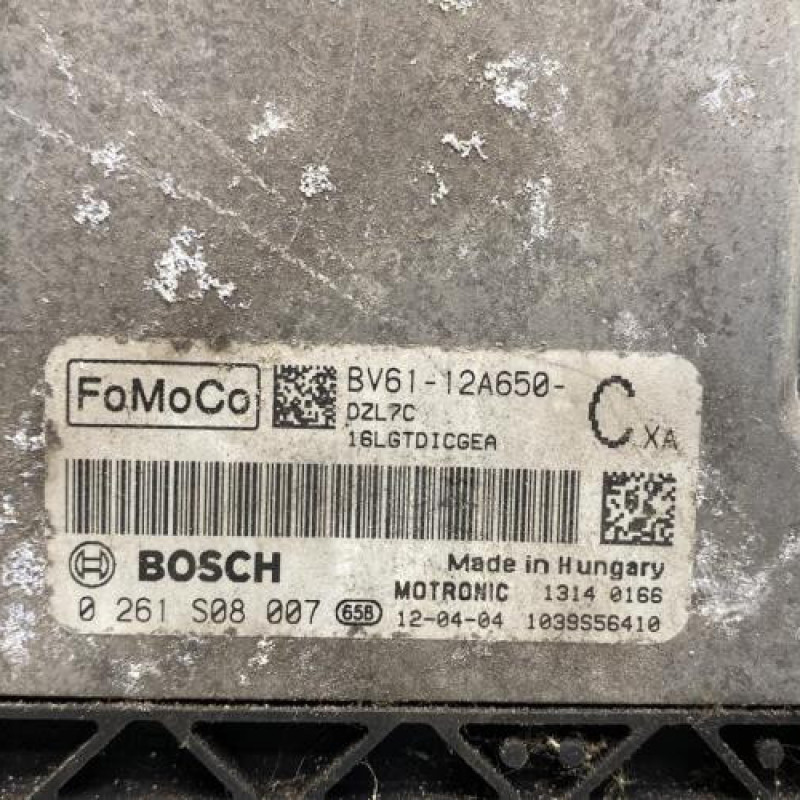 FoMoCo
BV61-12A650-
C XA
DZL7C
16LGTDICGEA
BOSCH
Made in Hungary
MOTRONIC 1314 0166
0 261 S08 007 658 12-04-04 1039S56410